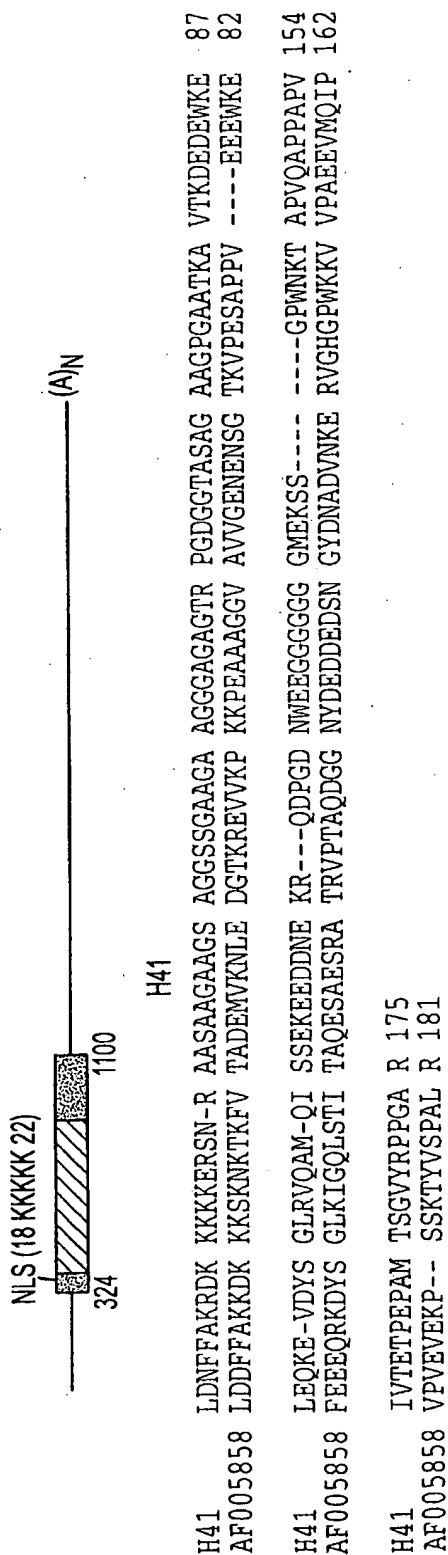 NLS (18 KKKKK 22)
324
1100
(A)N
H41
H41 LDNFFAKRDK KKKKERSN-R AASAAGAAGS AGGSSGAAGA AGGGAGAGTR PGDGGTASAG AAGPGAATKA VTKDEDEWKE 87
AF005858 LDDFFAKKDK KKSKNKTKFV TADEMVKNLE DGTKREVVKP KKPEAAAGGV AVVGENENSG TKVPESAPPV ----EEEWKE 82
H41 LEQKE-VDYS GLRVQAM-QI SSEKEEDDNE KR---QDPGD NWEEGGGGGG GMEKSS---- ----GPWNKT APVQAPPAPV 154
AF005858 FEEEQRKDYS GLKIGQLSTI TAQESAESRA TRVPTAQDGG NYDEDDEDSN GYDNADVNKE RVGHGPWKKV VPAEEVMQIP 162
H41 IVTETPEPAM TSGVYRPPGA R 175
AF005858 VPVEVEKP-- SSKTYVSPAL R 181